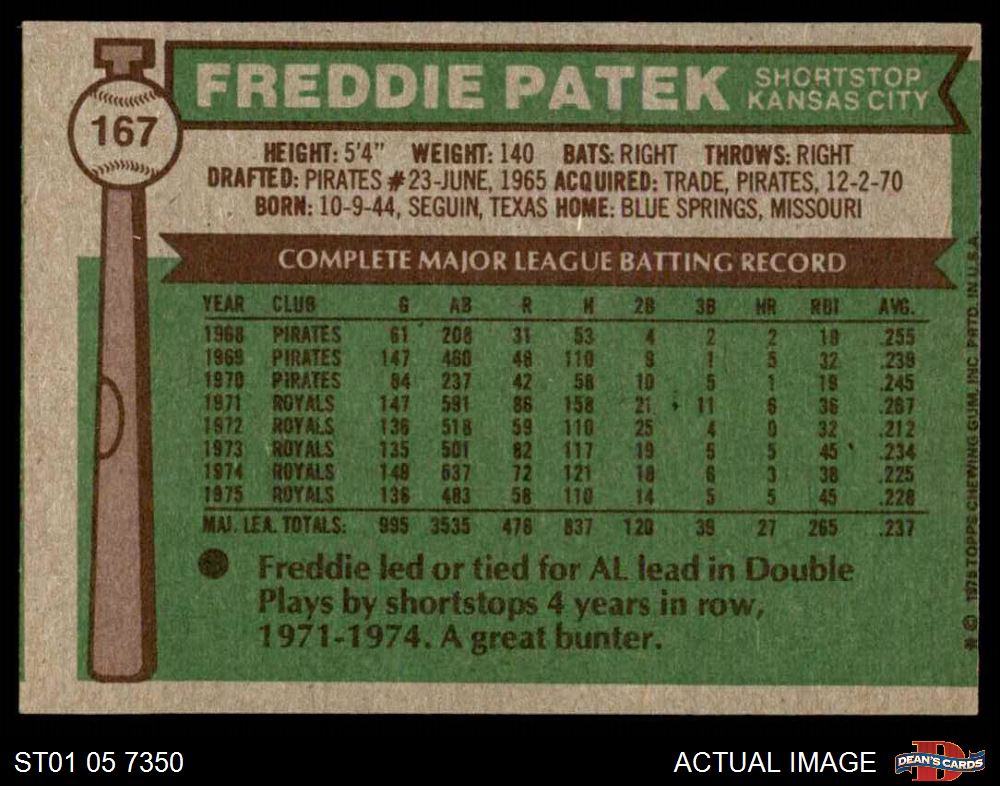 167
FREDDIE PATEK
SHORTSTOP
KANSAS CITY
HEIGHT: 5'4" WEIGHT: 140 BATS: RIGHT THROWS: RIGHT
DRAFTED: PIRATES #23-JUNE, 1965 ACQUIRED: TRADE, PIRATES, 12-2-70
BORN: 10-9-44, SEGUIN, TEXAS HOME: BLUE SPRINGS, MISSOURI
COMPLETE MAJOR LEAGUE BATTING RECORD
YEAR CLUB G AB R H 2B 3B HR RBI AVG.
1968 PIRATES 61 208 31 53 4 2 2 18 .255
1969 PIRATES 147 460 48 110 9 1 5 32 .239
1970 PIRATES 84 237 42 58 10 5 1 19 .245
1971 ROYALS 147 591 86 158 21 11 6 36 .267
1972 ROYALS 136 518 59 110 25 4 0 32 .212
1973 ROYALS 135 501 82 117 19 5 5 45 .234
1974 ROYALS 149 537 72 121 18 6 3 38 .225
1975 ROYALS 136 483 58 110 14 5 5 45 .228
MAJ. LEA. TOTALS: 995 3535 478 837 120 39 27 265 .237
Freddie led or tied for AL lead in Double
Plays by shortstops 4 years in row,
1971-1974. A great bunter.
* © 1976 TOPPS CHEWING GUM, INC. PRTD. IN U.S.A.
ST01 05 7350
ACTUAL IMAGE
D
DEAN'S CARDS